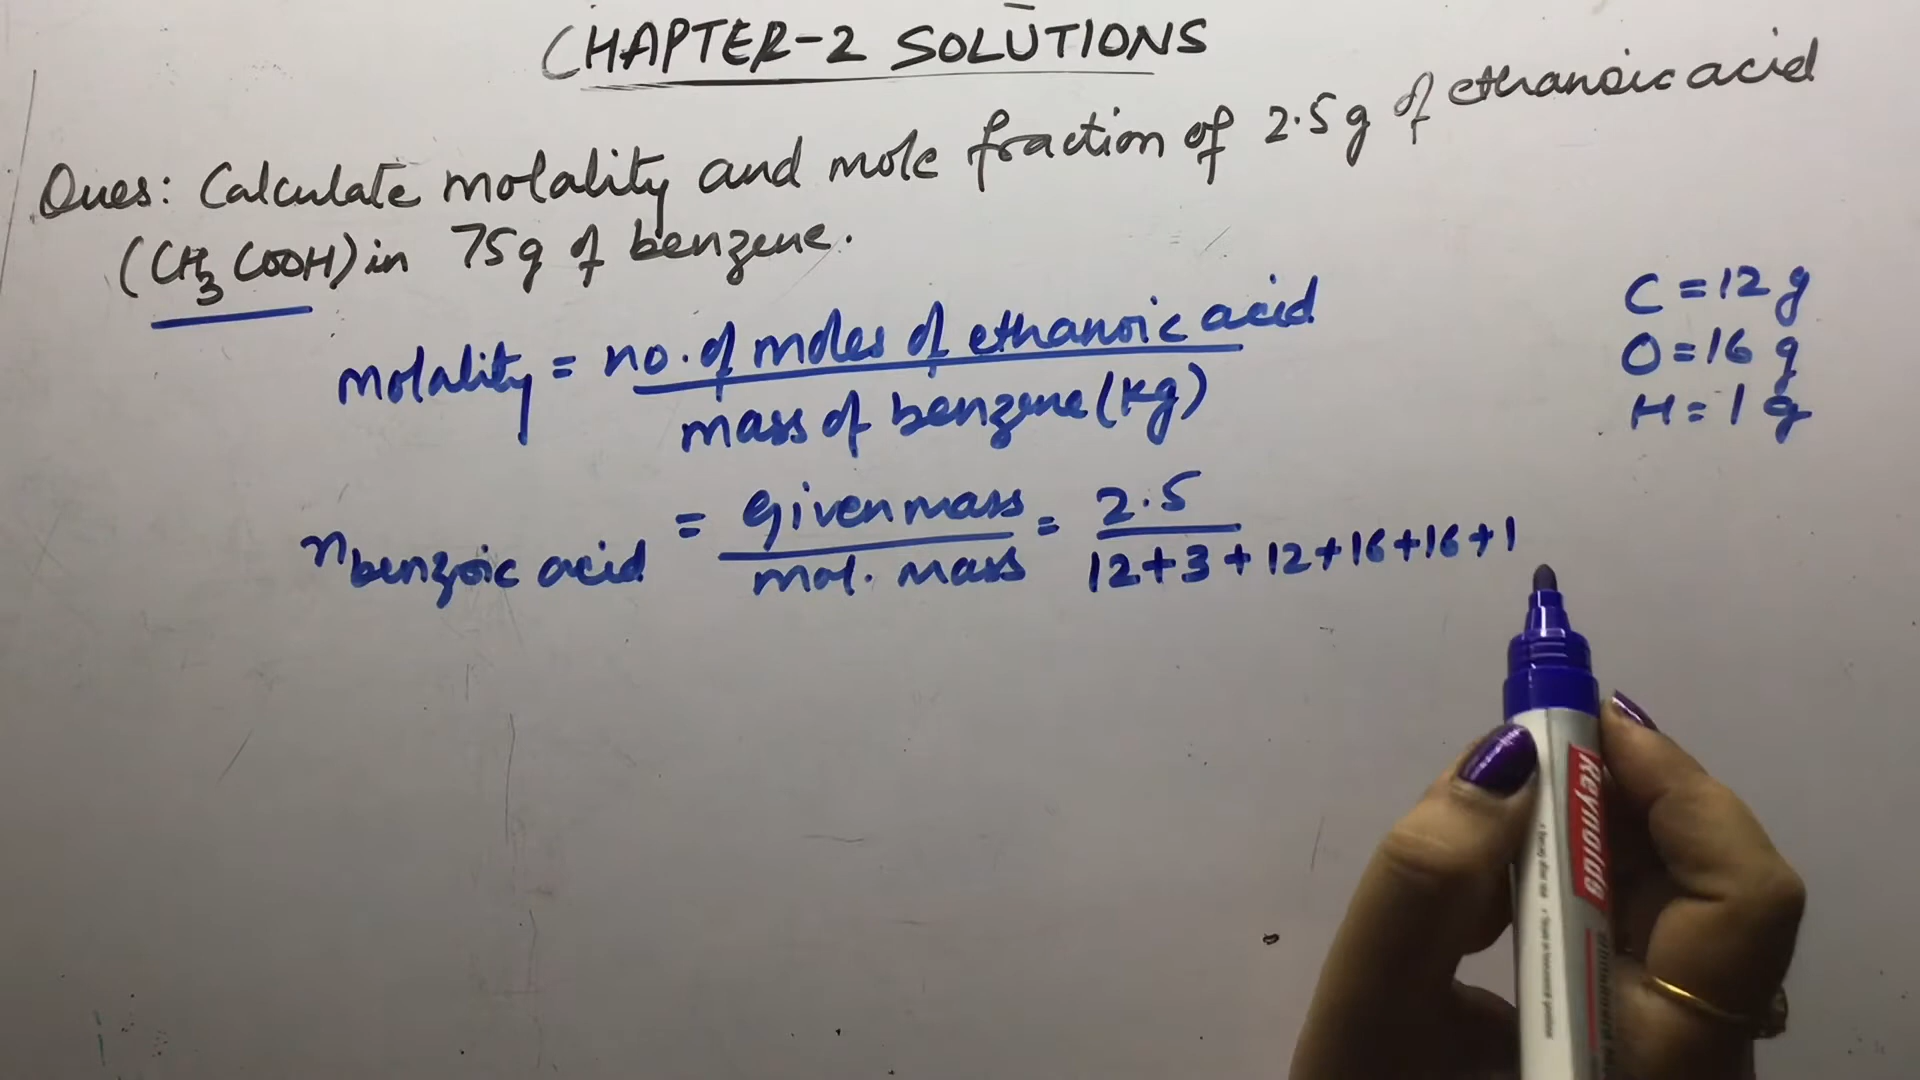 CHAPTER-2 SOLUTIONS
Ques: Calculate molality and mole fraction of 2.5g of ethanoic acid
(CH3COOH) in 75g of benzene.
C = 12 g
O = 16 g
H = 1 g
molality = no. of moles of ethanoic acid
mass of benzene (kg)
n benzoic acid = given mass = 2.5
mol. mass 12+3+12+16+16+1
Reynolds